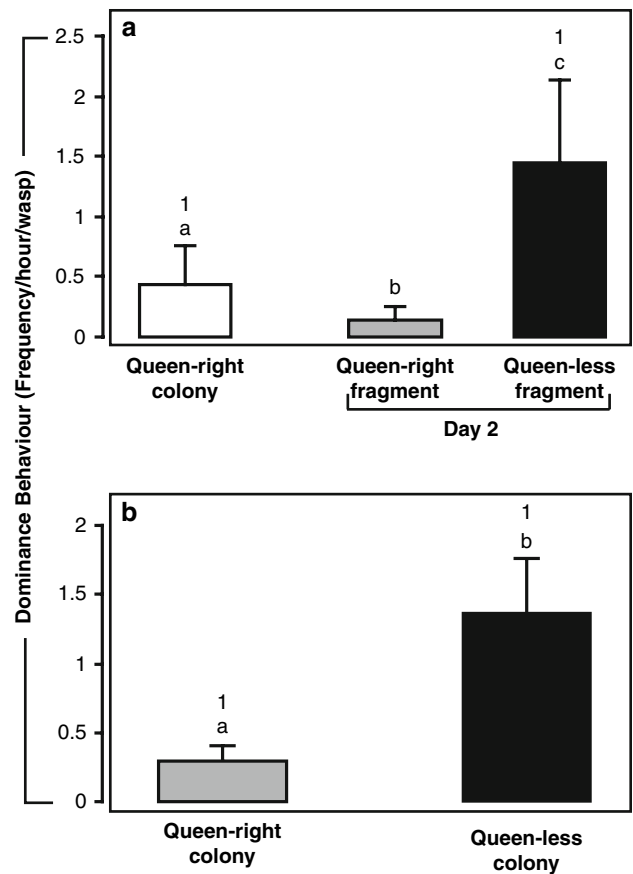 Dominance Behaviour (Frequency/hour/wasp)
a
2.5
2
1.5
1
0.5
0
1
a
b
1
c
Queen-right
colony
Queen-right
fragment
Queen-less
fragment
Day 2
b
2
1.5
1
0.5
0
1
a
1
b
Queen-right
colony
Queen-less
colony